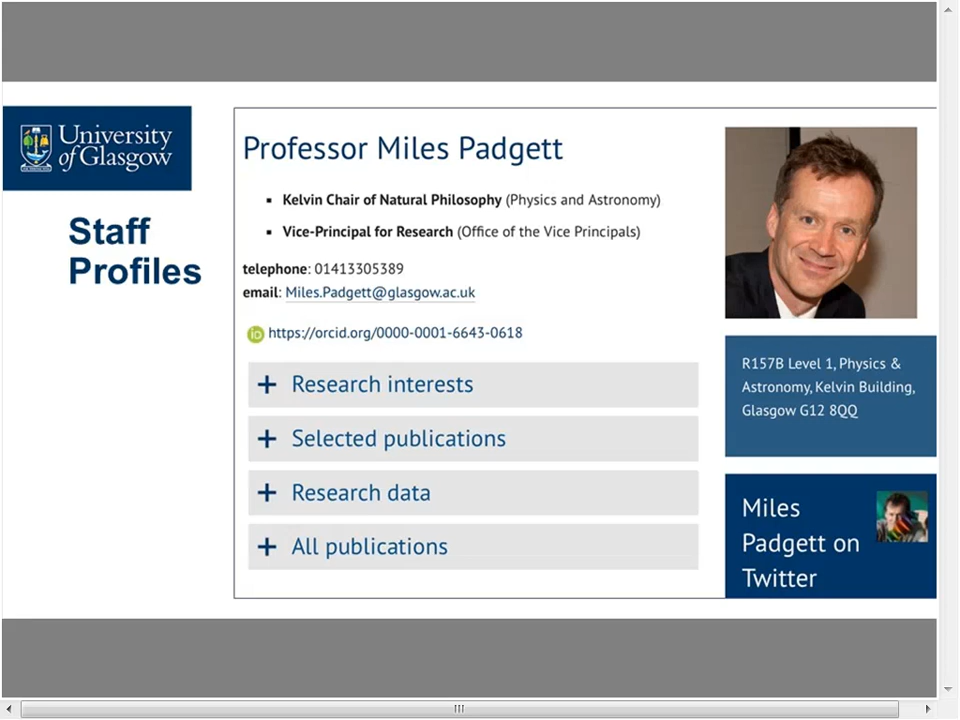 University
of Glasgow
Staff
Profiles
Professor Miles Padgett
▪ Kelvin Chair of Natural Philosophy (Physics and Astronomy)
▪ Vice-Principal for Research (Office of the Vice Principals)
telephone: 01413305389
email: Miles.Padgett@glasgow.ac.uk
iD https://orcid.org/0000-0001-6643-0618
+ Research interests
+ Selected publications
+ Research data
+ All publications
R157B Level 1, Physics &
Astronomy, Kelvin Building,
Glasgow G12 8QQ
Miles
Padgett on
Twitter